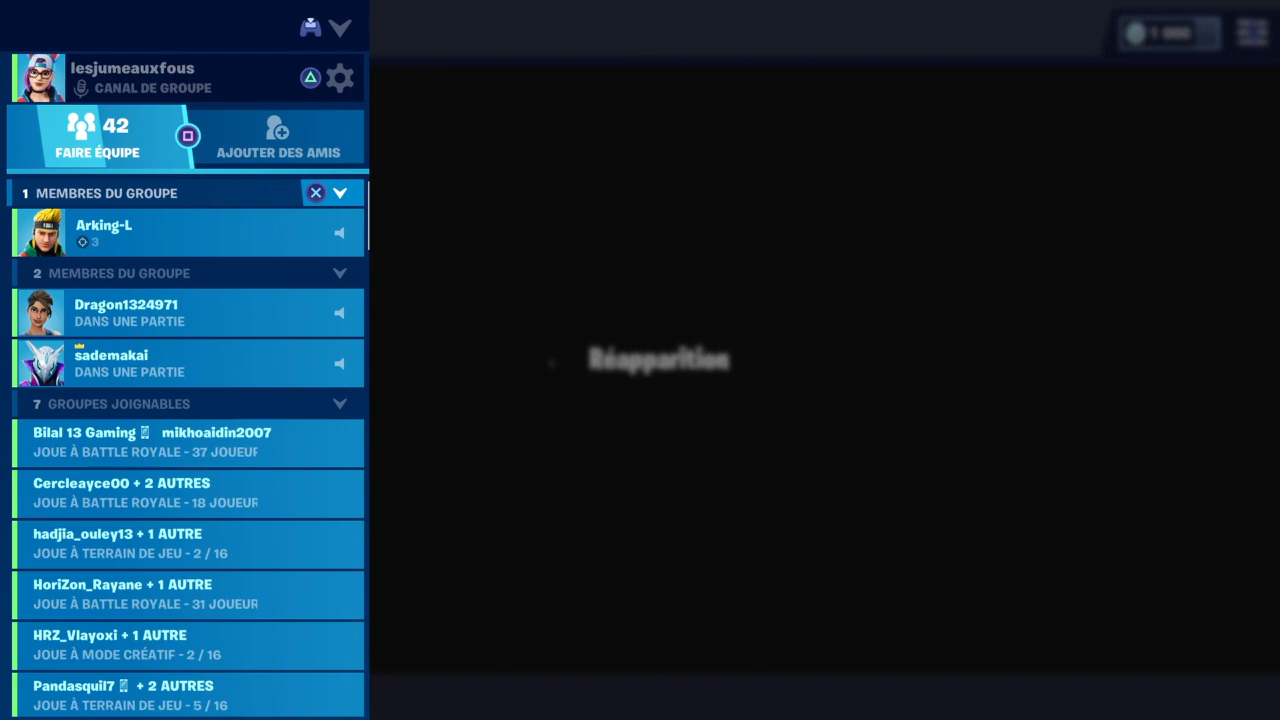 lesjumeauxfous
CANAL DE GROUPE
42
FAIRE ÉQUIPE
AJOUTER DES AMIS
1 MEMBRES DU GROUPE
Arking-L
3
2 MEMBRES DU GROUPE
Dragon1324971
DANS UNE PARTIE
sademakai
DANS UNE PARTIE
7 GROUPES JOIGNABLES
Bilal 13 Gaming mikhoaidin2007
JOUE À BATTLE ROYALE - 37 JOUEUR
Cercleayce00 + 2 AUTRES
JOUE À BATTLE ROYALE - 18 JOUEUR
hadjia_ouley13 + 1 AUTRE
JOUE À TERRAIN DE JEU - 2 / 16
HoriZon_Rayane + 1 AUTRE
JOUE À BATTLE ROYALE - 31 JOUEUR
HRZ_Vlayoxi + 1 AUTRE
JOUE À MODE CRÉATIF - 2 / 16
Pandasquil7 + 2 AUTRES
JOUE À TERRAIN DE JEU - 5 / 16
Réapparition